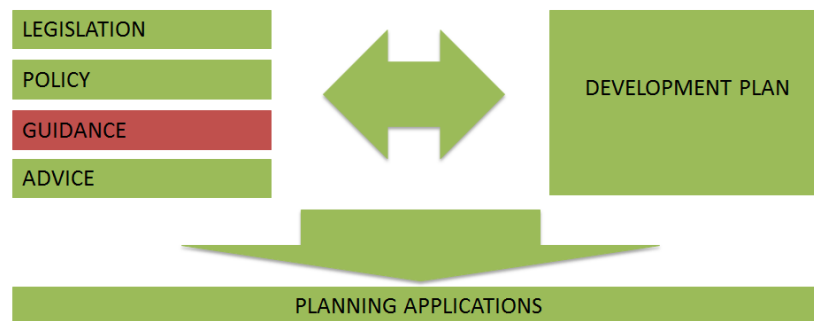 LEGISLATION
POLICY
GUIDANCE
ADVICE
DEVELOPMENT PLAN
PLANNING APPLICATIONS